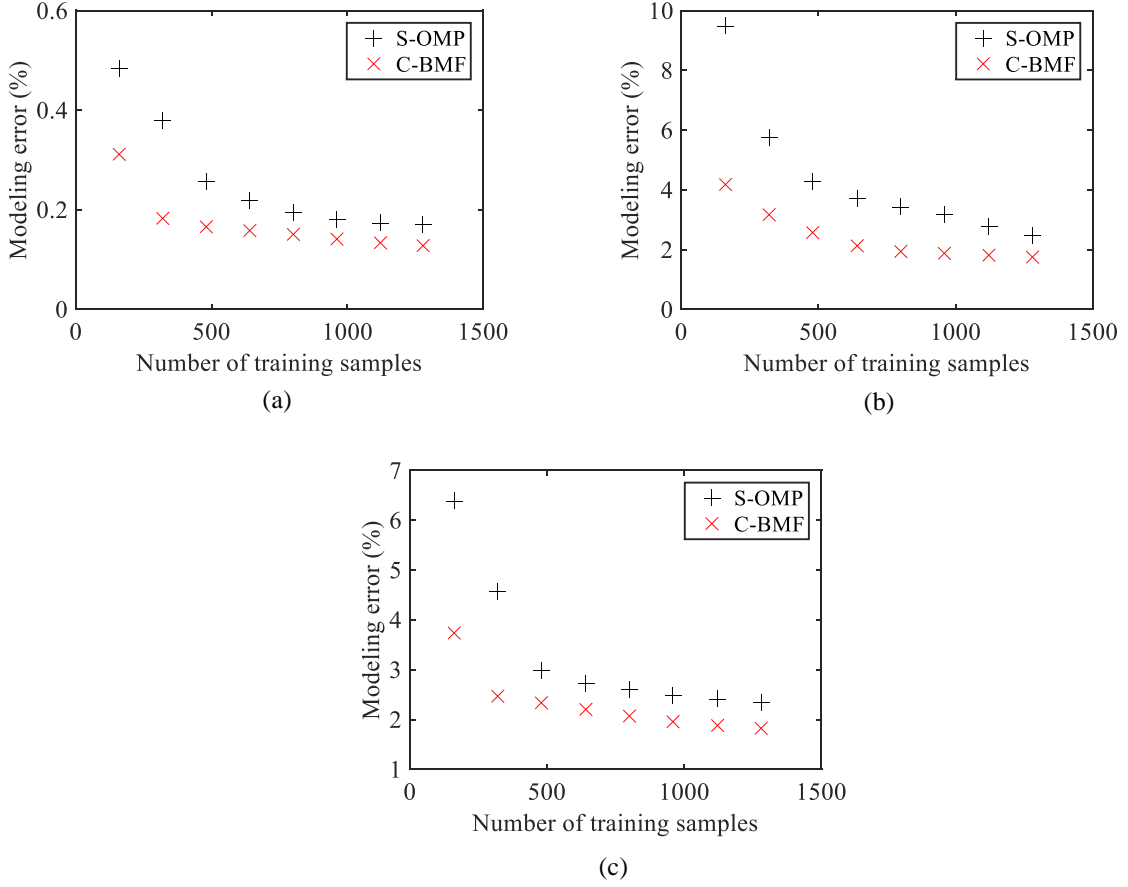 0.6
0.4
0.2
0
Modeling error (%)
S-OMP
C-BMF
0 500 1000 1500
Number of training samples
(a)
10
8
6
4
2
0
Modeling error (%)
S-OMP
C-BMF
0 500 1000 1500
Number of training samples
(b)
7
6
5
4
3
2
1
Modeling error (%)
S-OMP
C-BMF
0 500 1000 1500
Number of training samples
(c)